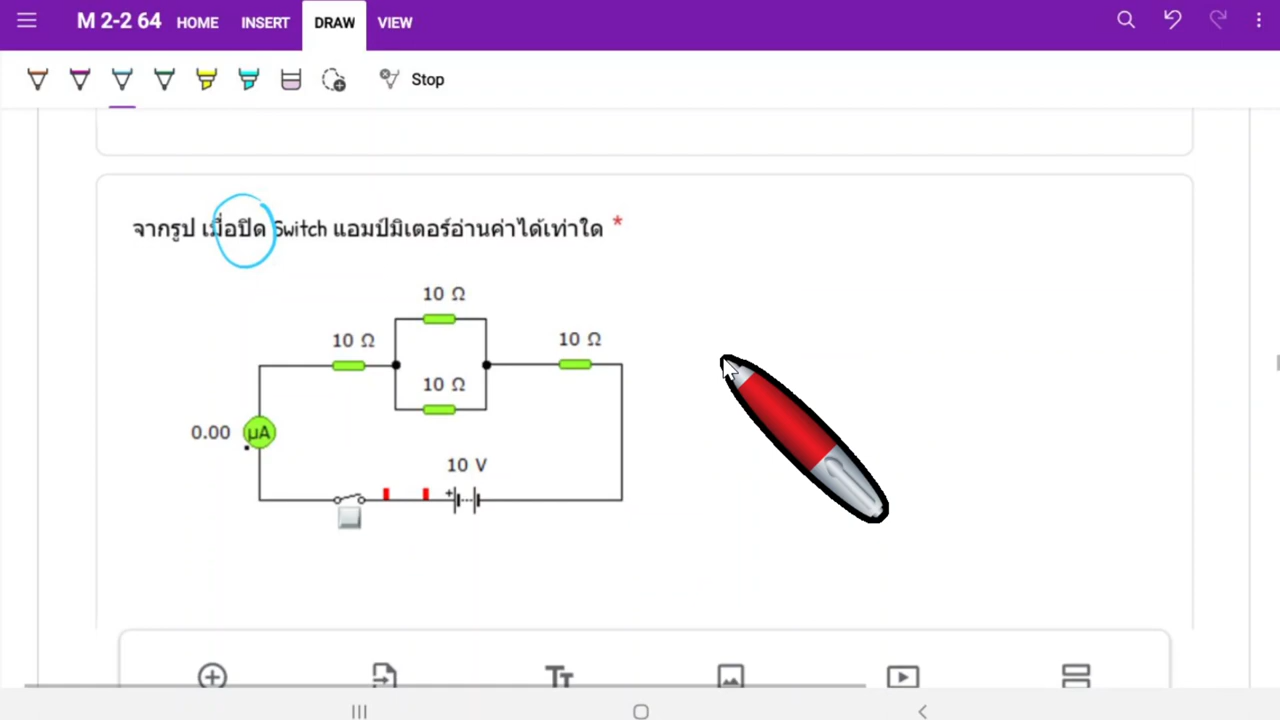 M 2-2 64 HOME INSERT DRAW VIEW
Stop
จากรูป เมื่อปิด Switch แอมป์มิเตอร์อ่านค่าได้เท่าใด *
10 Ω
10 Ω
10 Ω
10 Ω
0.00 µA
10 V
+
Tт